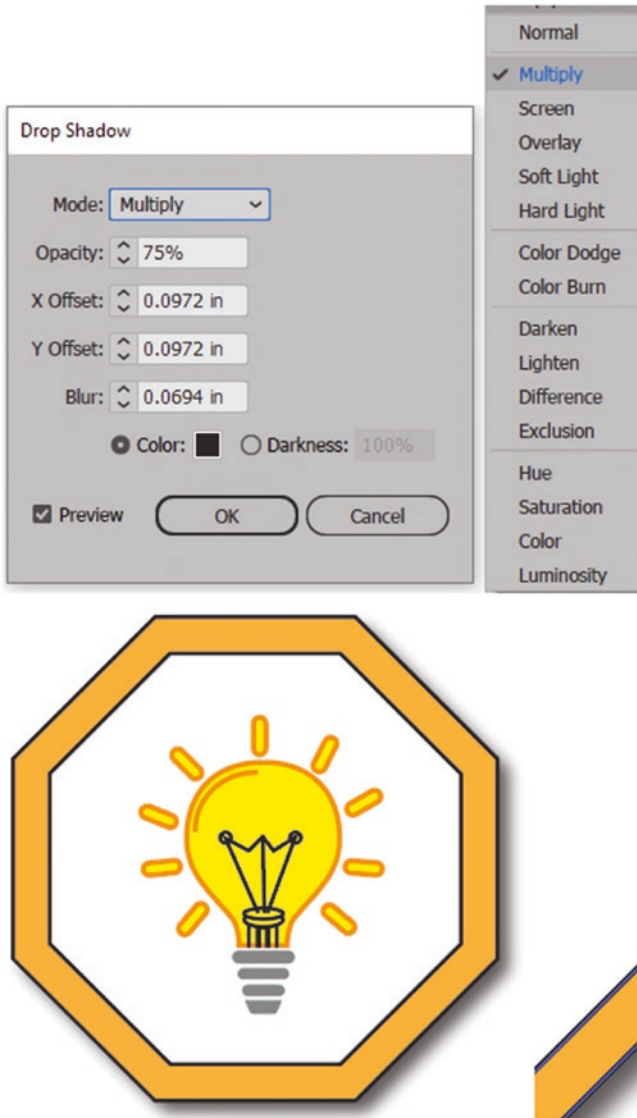 Drop Shadow
Mode: Multiply
Opacity: 75%
X Offset: 0.0972 in
Y Offset: 0.0972 in
Blur: 0.0694 in
Color: Darkness: 100%
Preview OK Cancel
Normal
Multiply
Screen
Overlay
Soft Light
Hard Light
Color Dodge
Color Burn
Darken
Lighten
Difference
Exclusion
Hue
Saturation
Color
Luminosity